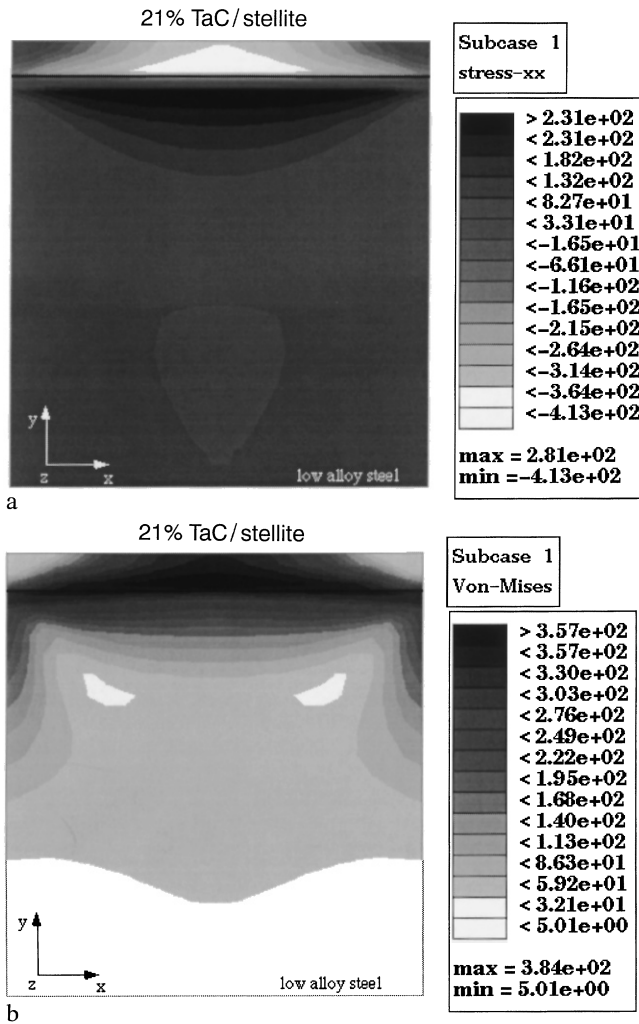 21% TaC/stellite
Subcase 1
stress-xx
> 2.31e+02
< 2.31e+02
< 1.82e+02
< 1.32e+02
< 8.27e+01
< 3.31e+01
<-1.65e+01
<-6.61e+01
<-1.16e+02
<-1.65e+02
<-2.15e+02
<-2.64e+02
<-3.14e+02
<-3.64e+02
<-4.13e+02
max = 2.81e+02
min =-4.13e+02
y
z x
low alloy steel
a
21% TaC/stellite
Subcase 1
Von-Mises
> 3.57e+02
< 3.57e+02
< 3.30e+02
< 3.03e+02
< 2.76e+02
< 2.49e+02
< 2.22e+02
< 1.95e+02
< 1.68e+02
< 1.40e+02
< 1.13e+02
< 8.63e+01
< 5.92e+01
< 3.21e+01
< 5.01e+00
max = 3.84e+02
min = 5.01e+00
y
z x
low alloy steel
b